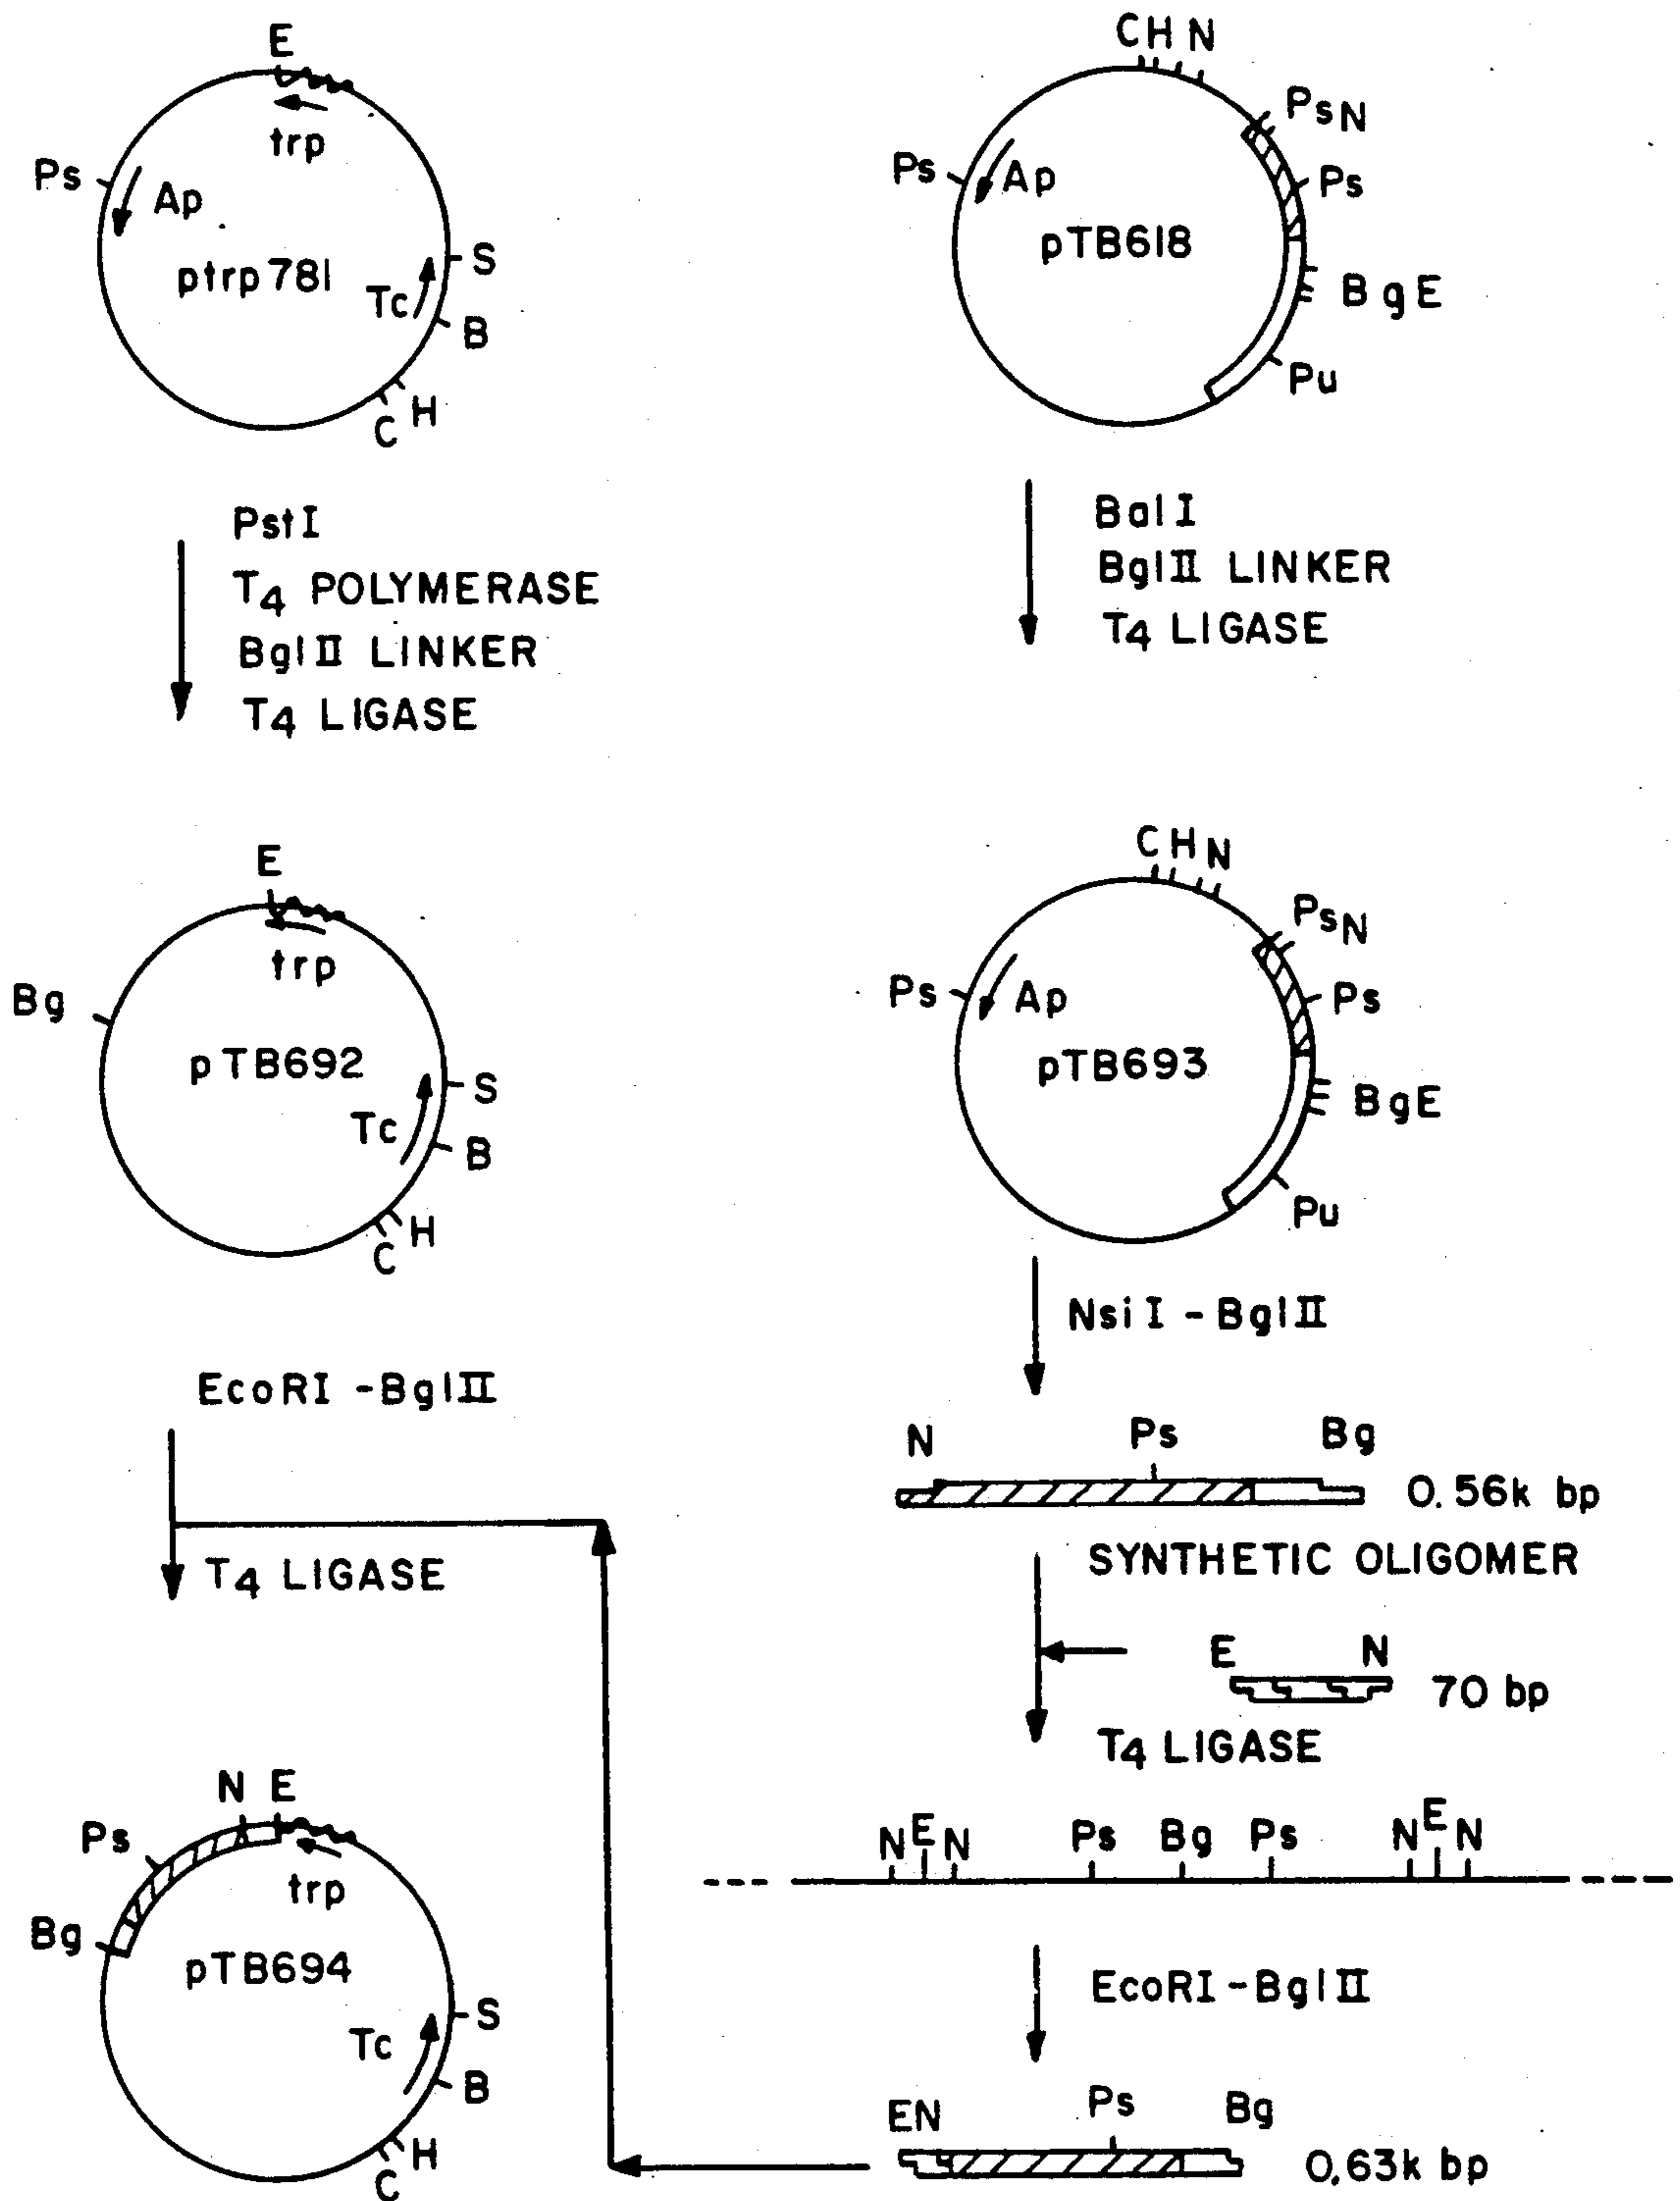 E
trp
Ps
Ap
ptrp781
S
Tc
B
H
C
PstI
T4 POLYMERASE
BglII LINKER
T4 LIGASE
CH N
PsN
Ps
Ps
Ap
pTB618
BgE
Pu
BalI
BglII LINKER
T4 LIGASE
E
trp
Bg
pTB692
S
Tc
B
H
C
EcoRI-BglII
T4 LIGASE
CHN
PsN
Ps
Ps
Ap
pTB693
BgE
Pu
NsiI-BglII
N Ps Bg
0.56k bp
SYNTHETIC OLIGOMER
E N
70 bp
T4 LIGASE
N E N Ps Bg Ps N E N
EcoRI-BglII
EN Ps Bg
0.63k bp
N E
Ps
trp
Bg
pTB694
S
Tc
B
H
C